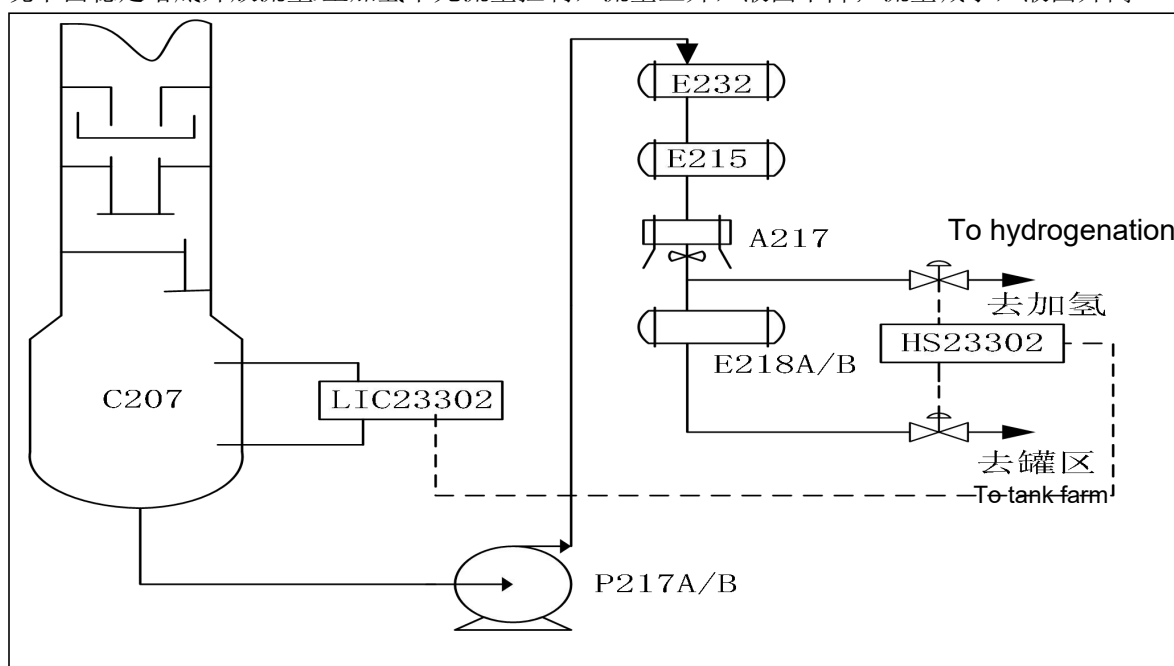 E232
E215
A217
To hydrogenation
去加氢
HS23302
E218A/B
C207
LIC23302
去罐区
To tank farm
P217A/B